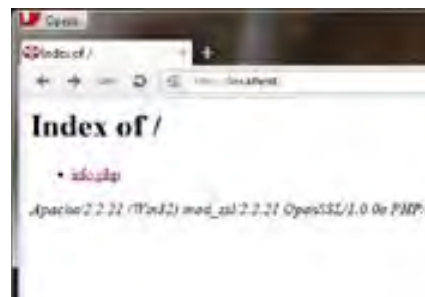 Opera
Index of /
localhost
Index of /
info.php
Apache/2.2.21 (Win32) mod_ssl/2.2.21 OpenSSL/1.0.0e PHP